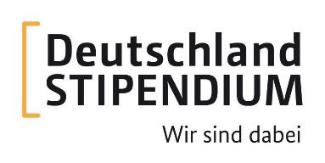 Deutschland
STIPENDIUM
Wir sind dabei